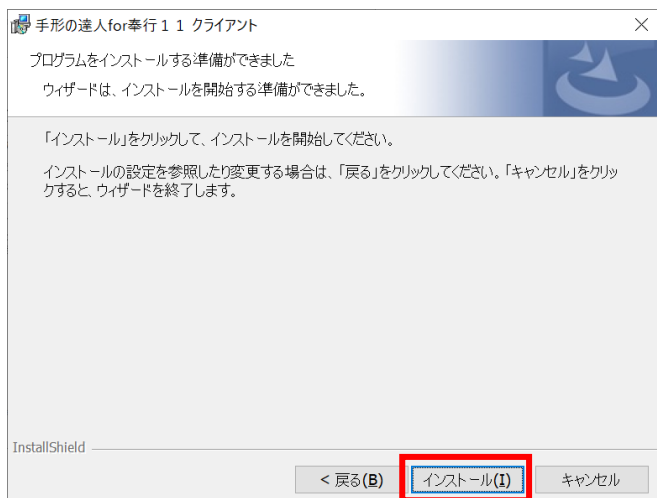 手形の達人for奉行１１ クライアント
プログラムをインストールする準備ができました
ウィザードは、インストールを開始する準備ができました。
「インストール」をクリックして、インストールを開始してください。
インストールの設定を参照したり変更する場合は、「戻る」をクリックしてください。「キャンセル」をクリッ
クすると、ウィザードを終了します。
InstallShield
< 戻る(B)
インストール(I)
キャンセル